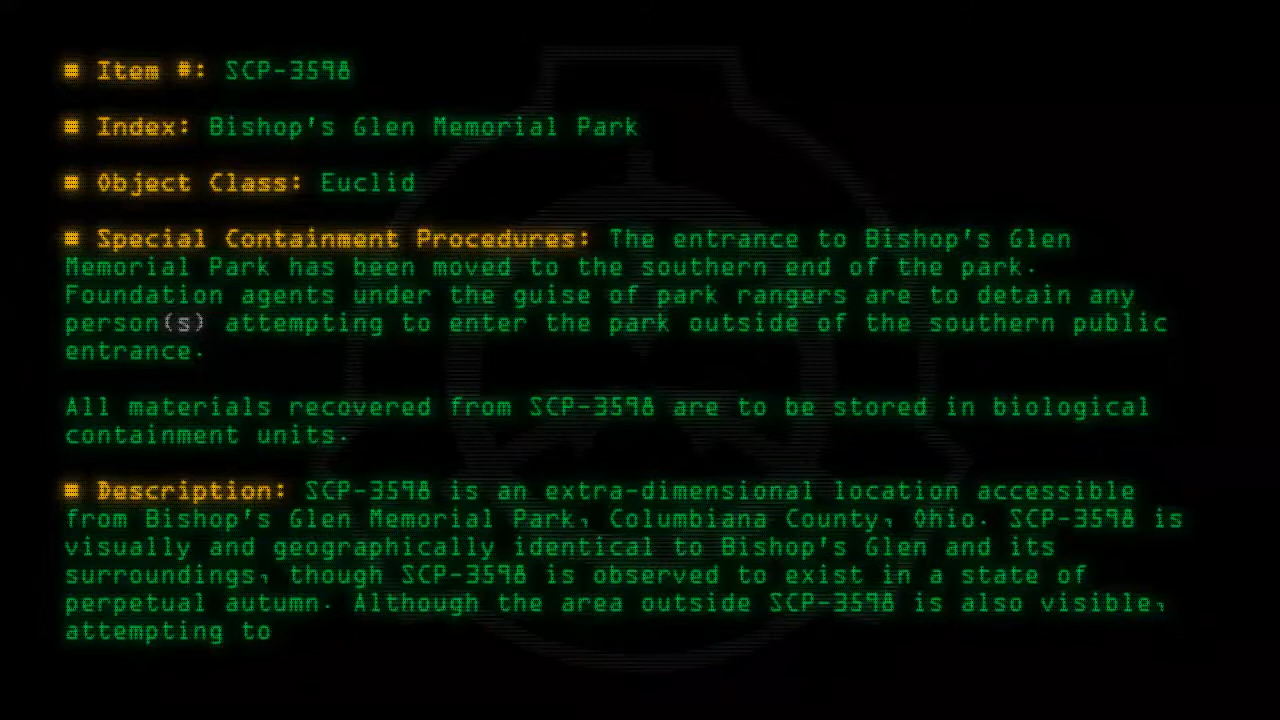 ■ Item #: SCP-3598
■ Index: Bishop's Glen Memorial Park
■ Object Class: Euclid
■ Special Containment Procedures: The entrance to Bishop's Glen
Memorial Park has been moved to the southern end of the park.
Foundation agents under the guise of park rangers are to detain any
person(s) attempting to enter the park outside of the southern public
entrance.
All materials recovered from SCP-3598 are to be stored in biological
containment units.
■ Description: SCP-3598 is an extra-dimensional location accessible
from Bishop's Glen Memorial Park, Columbiana County, Ohio. SCP-3598 is
visually and geographically identical to Bishop's Glen and its
surroundings, though SCP-3598 is observed to exist in a state of
perpetual autumn. Although the area outside SCP-3598 is also visible,
attempting to